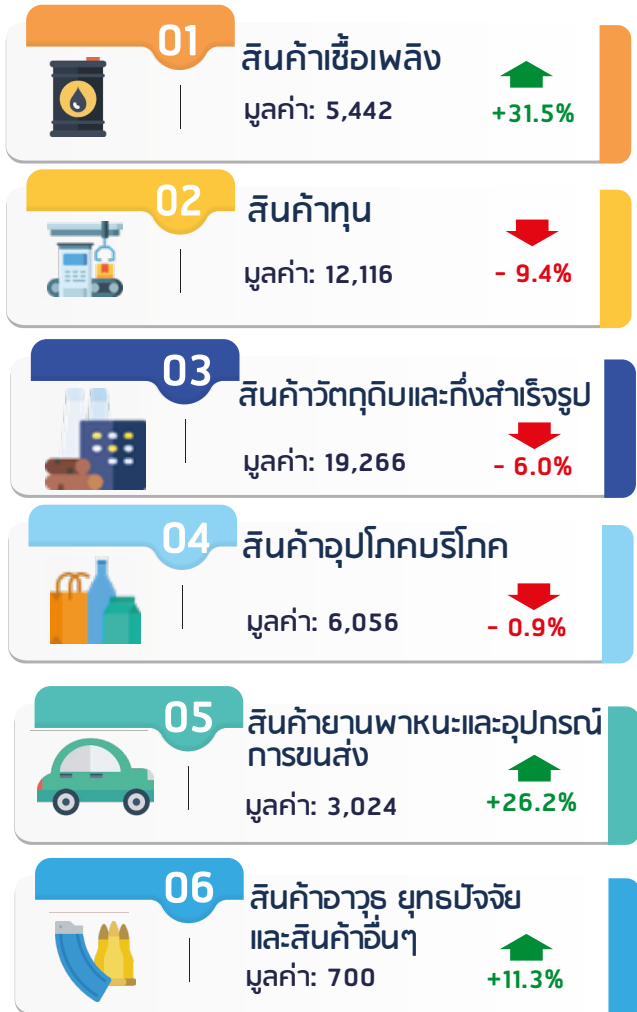 01
สินค้าเชื้อเพลิง
มูลค่า: 5,442
+31.5%
02
สินค้าทุน
มูลค่า: 12,116
- 9.4%
03
สินค้าวัตถุดิบและกึ่งสำเร็จรูป
มูลค่า: 19,266
- 6.0%
04
สินค้าอุปโภคบริโภค
มูลค่า: 6,056
- 0.9%
05
สินค้ายานพาหนะและอุปกรณ์
การขนส่ง
มูลค่า: 3,024
+26.2%
06
สินค้าอาวุธ ยุทธปัจจัย
และสินค้าอื่นๆ
มูลค่า: 700
+11.3%